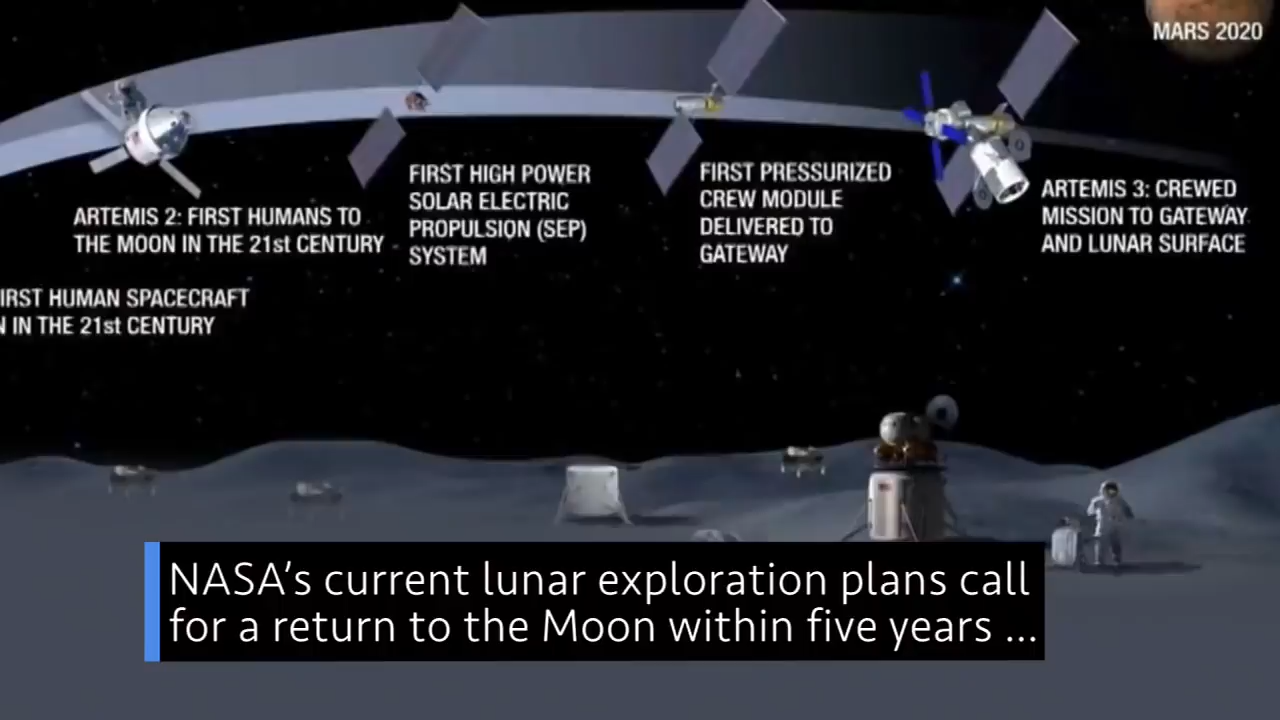 MARS 2020
ARTEMIS 2: FIRST HUMANS TO
THE MOON IN THE 21st CENTURY
FIRST HIGH POWER
SOLAR ELECTRIC
PROPULSION (SEP)
SYSTEM
FIRST PRESSURIZED
CREW MODULE
DELIVERED TO
GATEWAY
ARTEMIS 3: CREWED
MISSION TO GATEWAY
AND LUNAR SURFACE
IRST HUMAN SPACECRAFT
N IN THE 21st CENTURY
NASA's current lunar exploration plans call
for a return to the Moon within five years ...